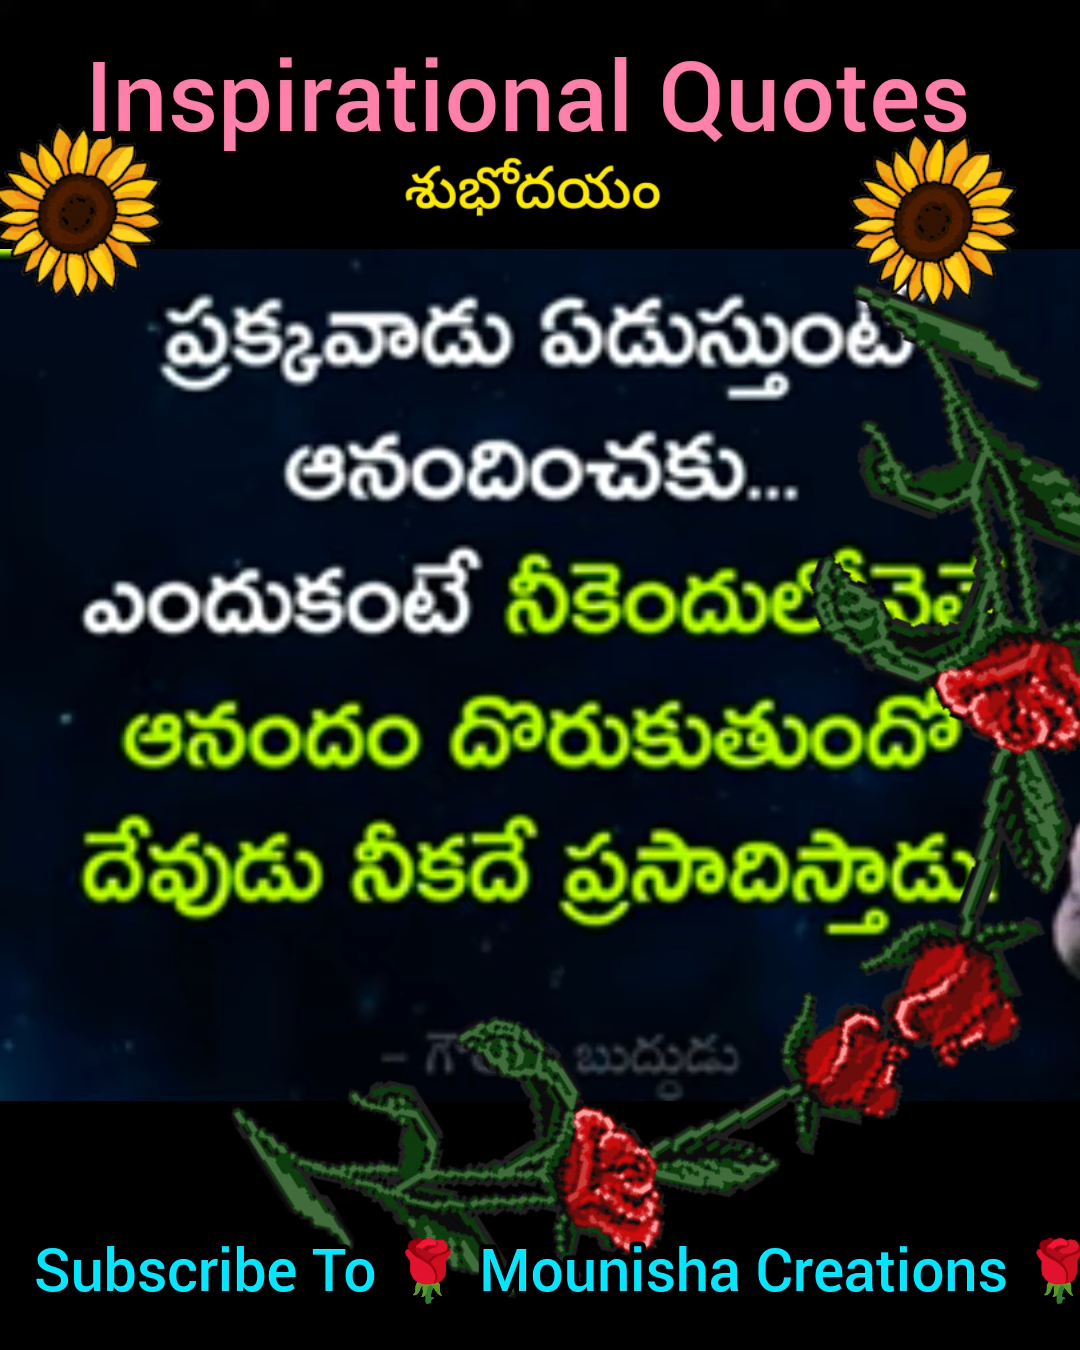 Inspirational Quotes
శుభోదయం
ప్రక్కవాడు ఏడుస్తుంటే
ఆనందించకు...
ఎందుకంటే
ఆనందం దొరుకుతుందో
దేవుడు నీకదే ప్రసాదిస్తాడు.
– బుద్ధుడు
Subscribe To 🌹 Mounisha Creations 🌹